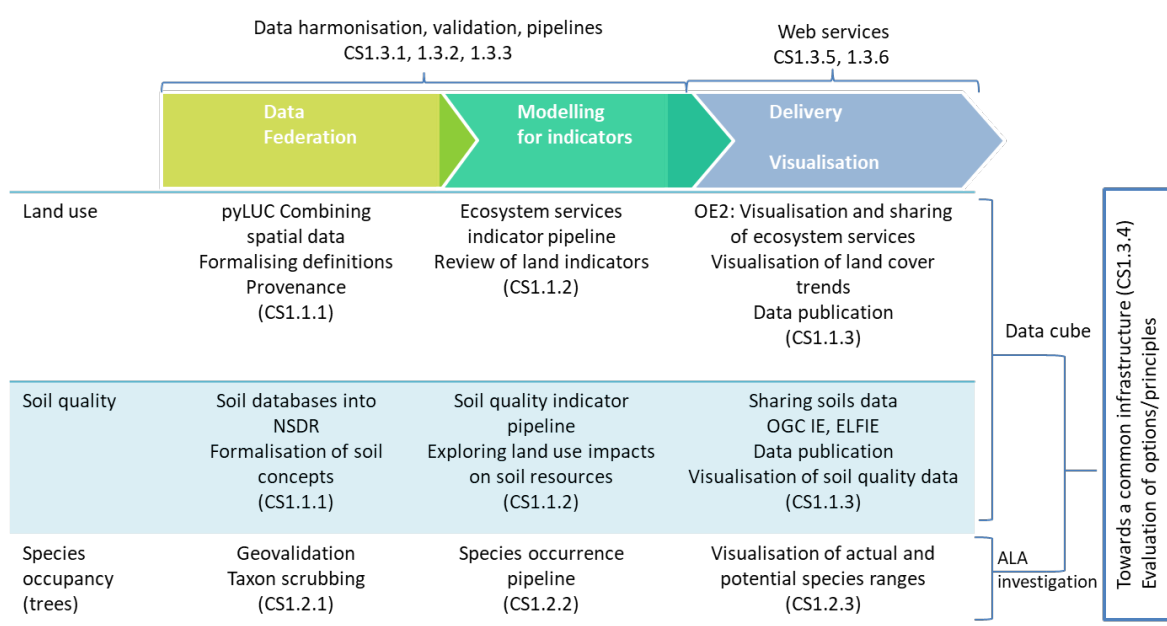 Data harmonisation, validation, pipelines
CS1.3.1, 1.3.2, 1.3.3
Web services
CS1.3.5, 1.3.6
Data
Federation
Modelling
for indicators
Delivery
Visualisation
Land use
pyLUC Combining
spatial data
Formalising definitions
Provenance
(CS1.1.1)
Ecosystem services
indicator pipeline
Review of land indicators
(CS1.1.2)
OE2: Visualisation and sharing
of ecosystem services
Visualisation of land cover
trends
Data publication
(CS1.1.3)
Soil quality
Soil databases into
NSDR
Formalisation of soil
concepts
(CS1.1.1)
Soil quality indicator
pipeline
Exploring land use impacts
on soil resources
(CS1.1.2)
Sharing soils data
OGC IE, ELFIE
Data publication
Visualisation of soil quality data
(CS1.1.3)
Species
occupancy
(trees)
Geovalidation
Taxon scrubbing
(CS1.2.1)
Species occurrence
pipeline
(CS1.2.2)
Visualisation of actual and
potential species ranges
(CS1.2.3)
Data cube
ALA
investigation
Towards a common infrastructure (CS1.3.4)
Evaluation of options/principles